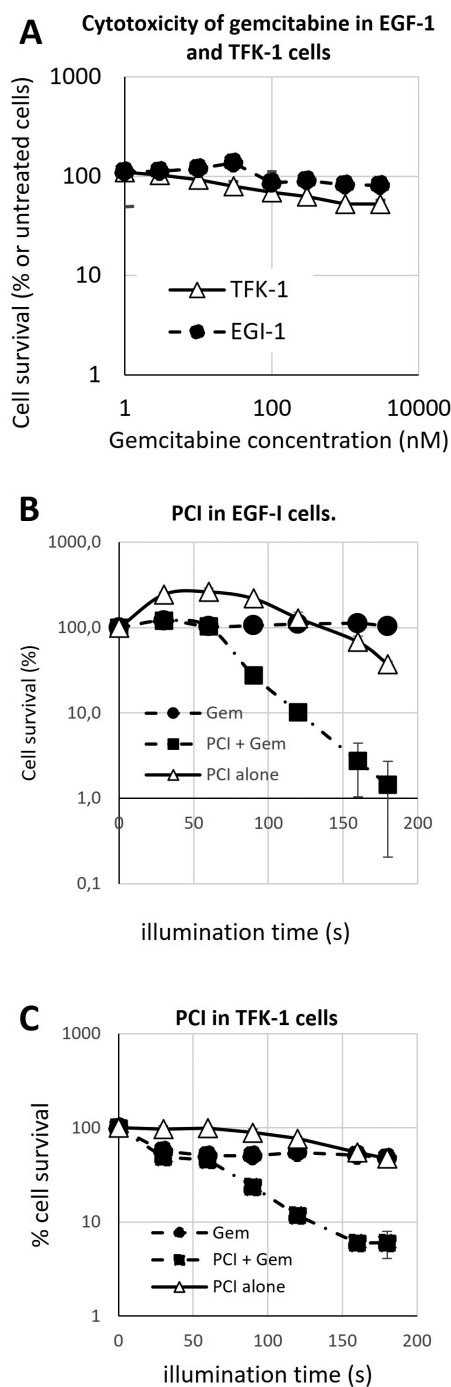 A
Cytotoxicity of gemcitabine in EGF-1
and TFK-1 cells
Cell survival (% or untreated cells)
1000
100
10
1
TFK-1
EGI-1
1
100
10000
Gemcitabine concentration (nM)
B
PCI in EGF-I cells.
Cell survival (%)
1000,0
100,0
10,0
1,0
0,1
Gem
PCI + Gem
PCI alone
0
50
100
150
200
illumination time (s)
C
PCI in TFK-1 cells
% cell survival
1000
100
10
1
Gem
PCI + Gem
PCI alone
0
50
100
150
200
illumination time (s)